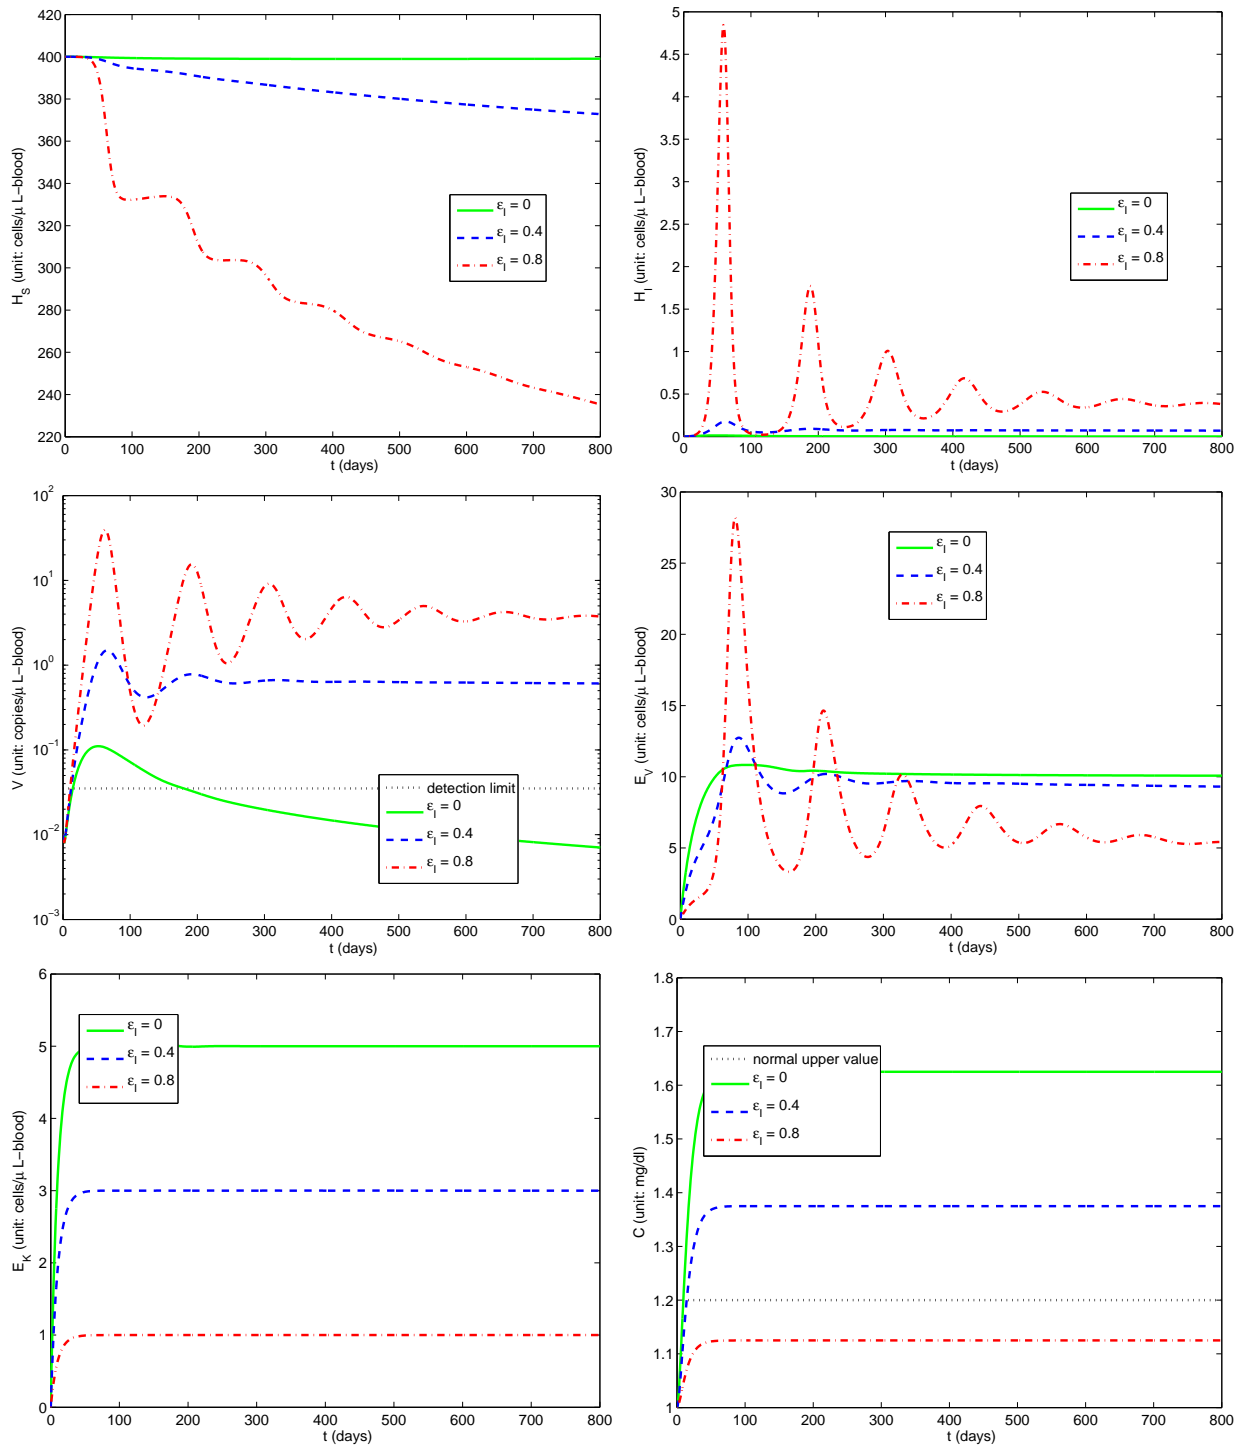 420
400
380
360
340
320
300
280
260
240
220
H_S (unit: cells/μ L−blood)
ε_I = 0
ε_I = 0.4
ε_I = 0.8
0 100 200 300 400 500 600 700 800
t (days)
5
4.5
4
3.5
3
2.5
2
1.5
1
0.5
0
H_I (unit: cells/μ L−blood)
ε_I = 0
ε_I = 0.4
ε_I = 0.8
0 100 200 300 400 500 600 700 800
t (days)
10^2
10^1
10^0
10^−1
10^−2
10^−3
V (unit: copies/μ L−blood)
detection limit
ε_I = 0
ε_I = 0.4
ε_I = 0.8
0 100 200 300 400 500 600 700 800
t (days)
30
25
20
15
10
5
0
E_V (unit: cells/μ L−blood)
ε_I = 0
ε_I = 0.4
ε_I = 0.8
0 100 200 300 400 500 600 700 800
t (days)
6
5
4
3
2
1
0
E_K (unit: cells/μ L−blood)
ε_I = 0
ε_I = 0.4
ε_I = 0.8
0 100 200 300 400 500 600 700 800
t (days)
1.8
1.7
1.6
1.5
1.4
1.3
1.2
1.1
1
C (unit: mg/dl)
normal upper value
ε_I = 0
ε_I = 0.4
ε_I = 0.8
0 100 200 300 400 500 600 700 800
t (days)